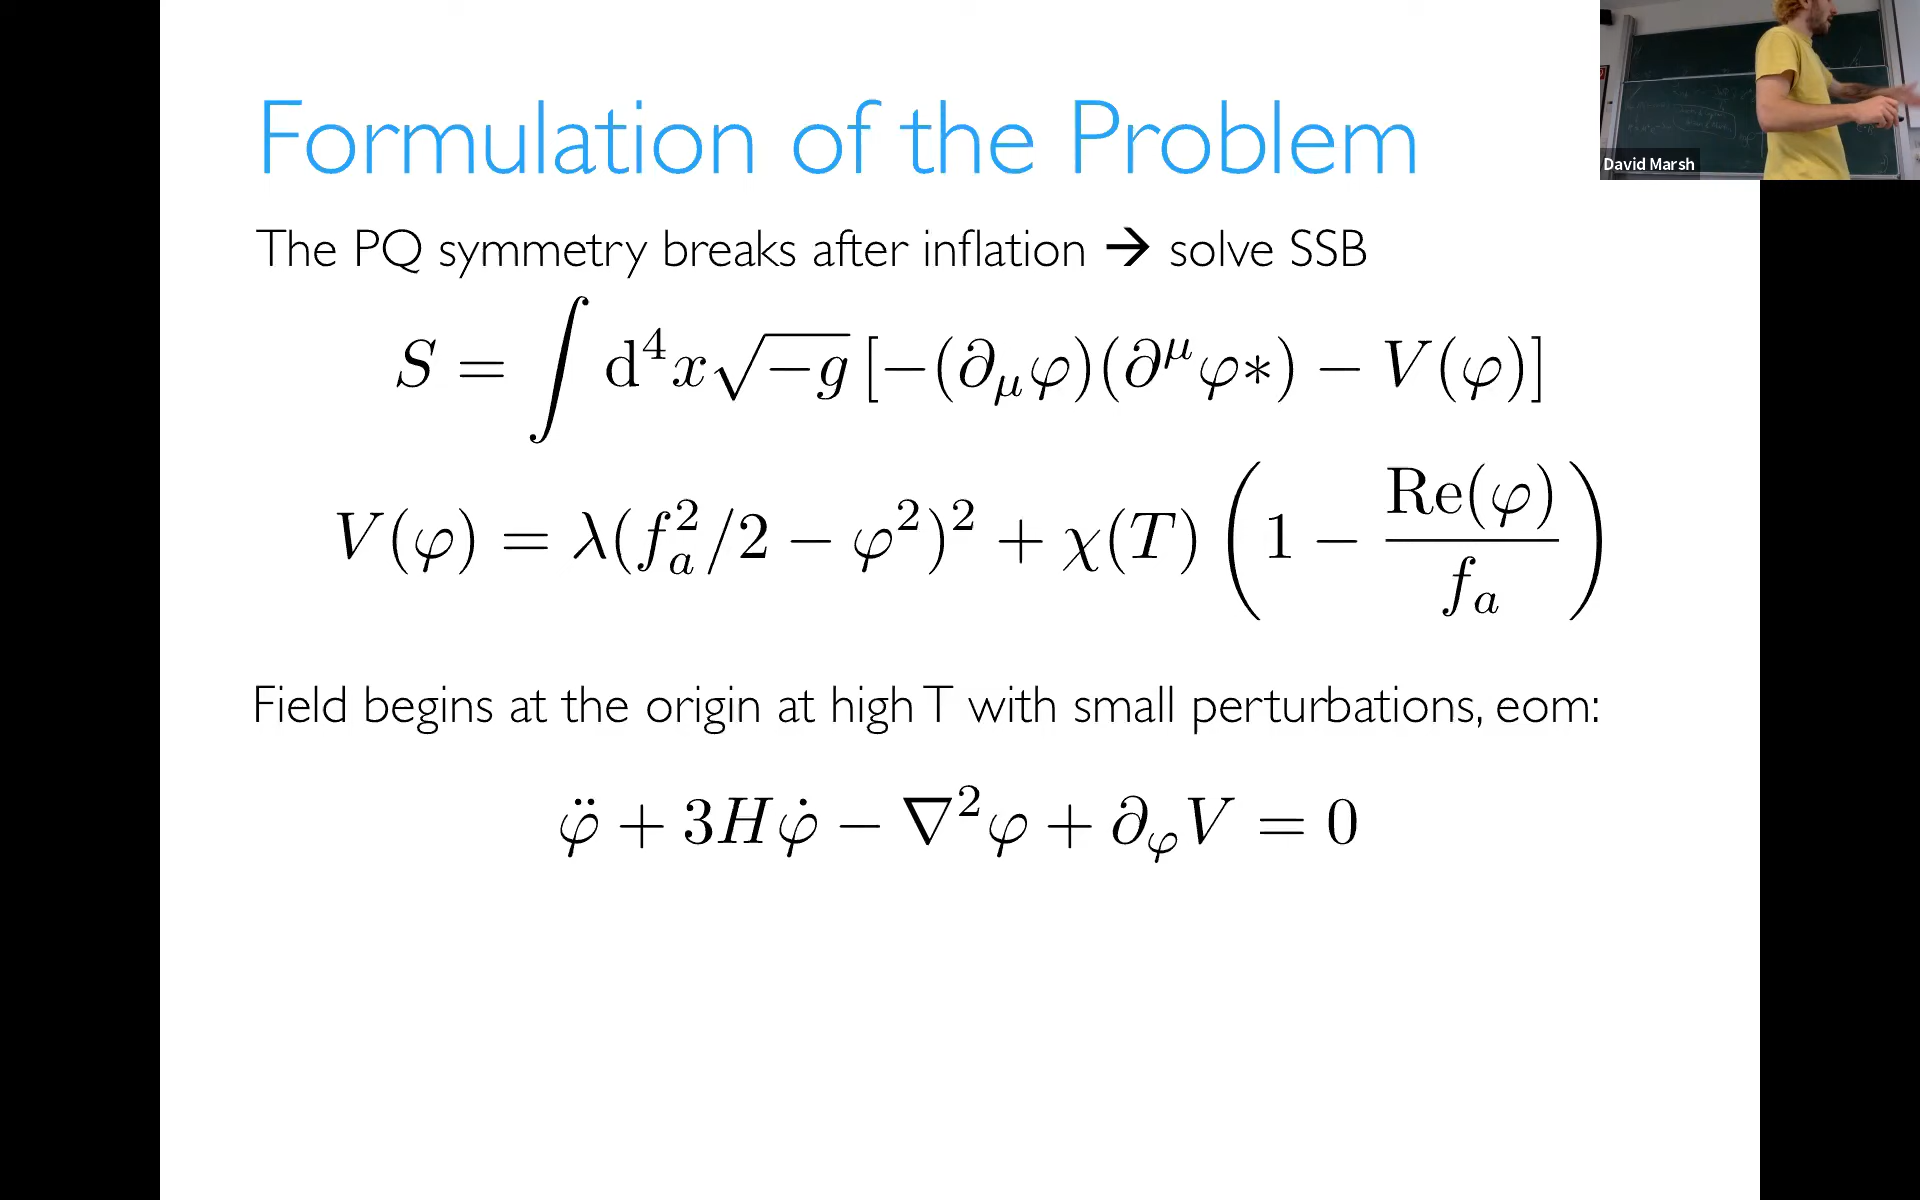 Formulation of the Problem
David Marsh
The PQ symmetry breaks after inflation → solve SSB
S = ∫ d⁴x√−g [−(∂_μφ)(∂^μφ*) − V(φ)]
V(φ) = λ(f_a²/2 − φ²)² + χ(T) (1 − Re(φ)/f_a)
Field begins at the origin at high T with small perturbations, eom:
φ̈ + 3Hφ̇ − ∇²φ + ∂_φV = 0